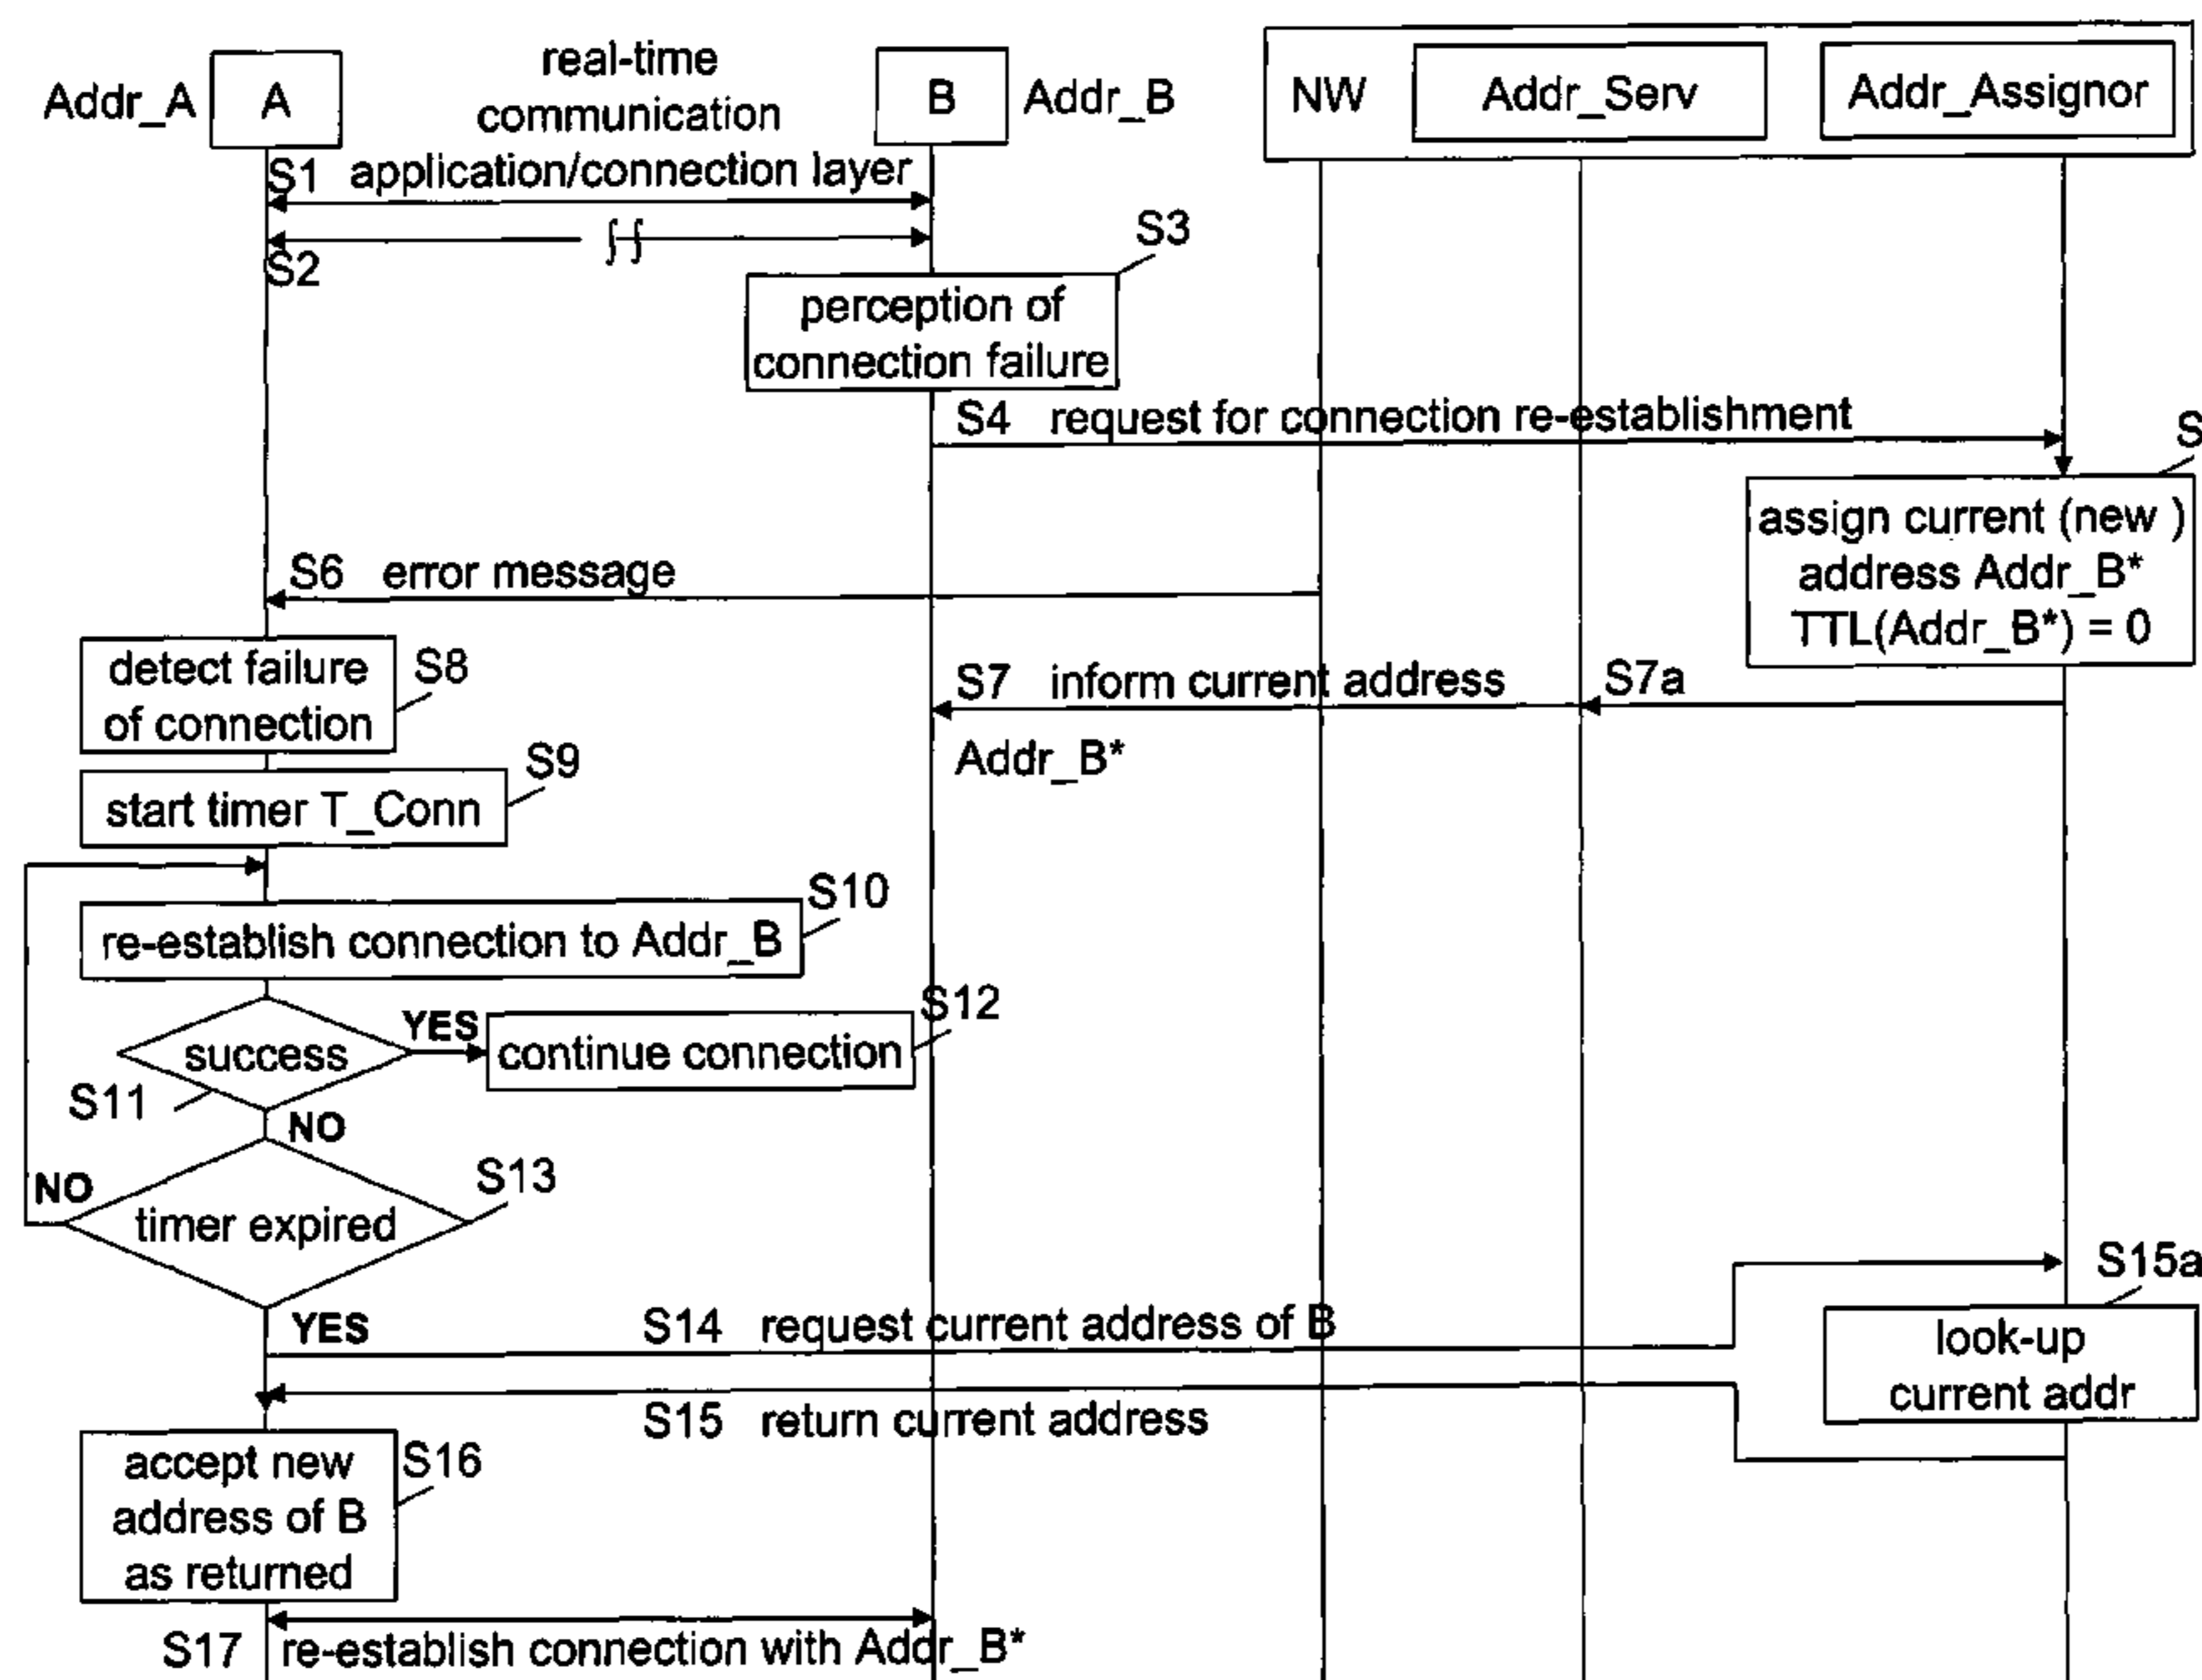 real-time
communication
Addr_A
A
B
Addr_B
NW
Addr_Serv
Addr_Assignor
S1 application/connection layer
S2
S3
perception of
connection failure
S4 request for connection re-establishment
S
assign current (new )
address Addr_B*
TTL(Addr_B*) = 0
S6 error message
detect failure
of connection
S8
S7 inform current address
S7a
Addr_B*
S9
start timer T_Conn
S10
re-establish connection to Addr_B
S12
YES
success
continue connection
S11
NO
S13
NO
timer expired
S15a
YES
S14 request current address of B
look-up
current addr
S15 return current address
accept new
address of B
as returned
S16
S17 re-establish connection with Addr_B*